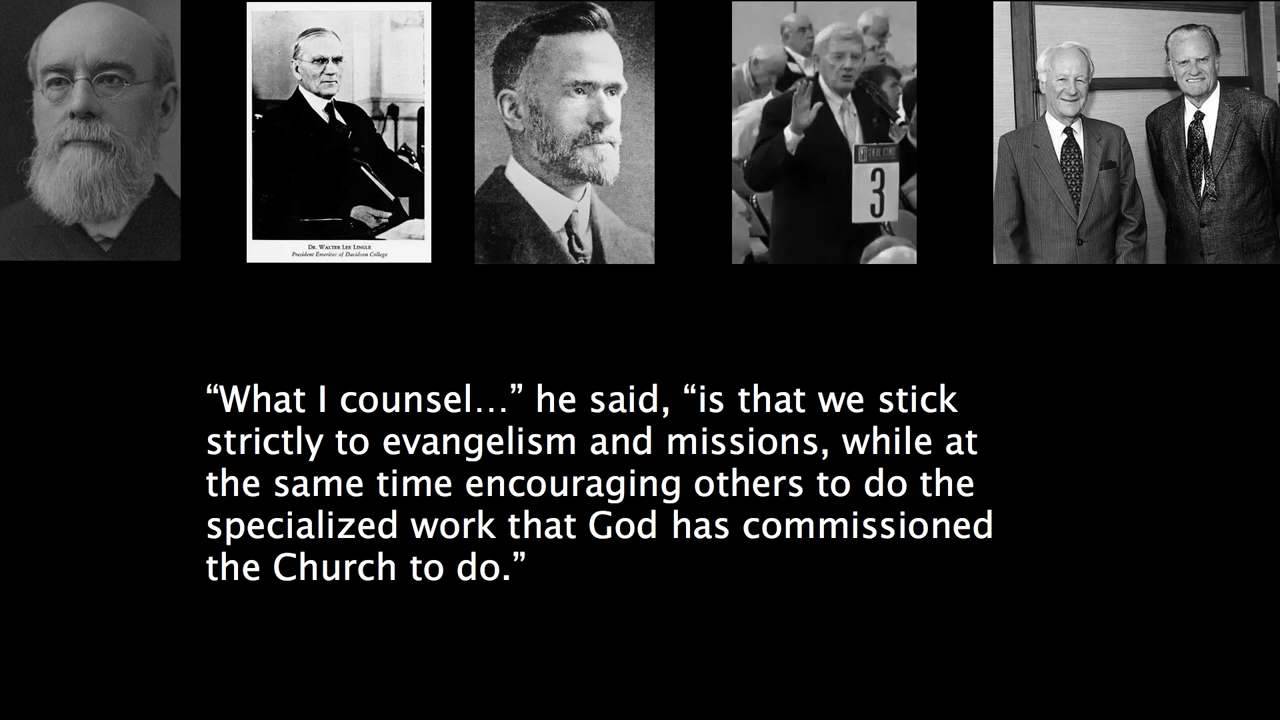 Dr. Walter Lee Lingle
President Emeritus of Davidson College
3
“What I counsel…” he said, “is that we stick
strictly to evangelism and missions, while at
the same time encouraging others to do the
specialized work that God has commissioned
the Church to do.”